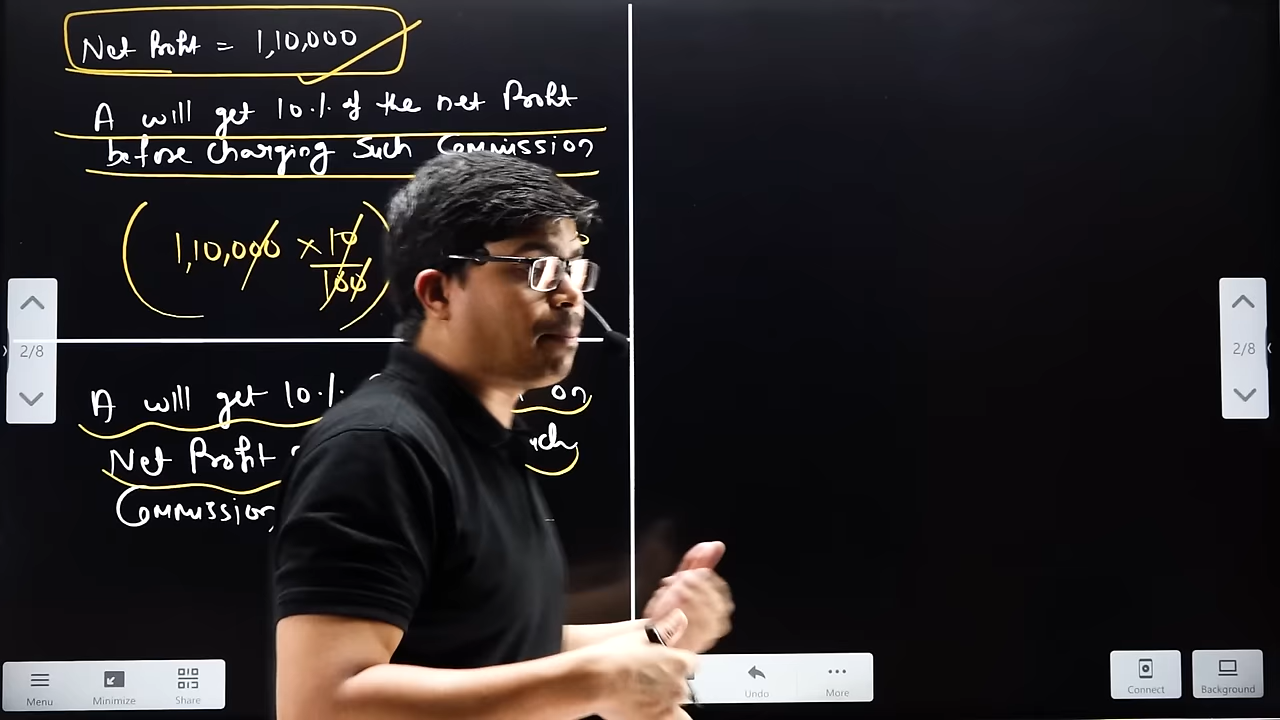 Net Profit = 1,10,000
A will get 10% of the net Profit
before charging such Commission
1,10,000 × 10
100
2/8
2/8
A will get 10% on
Net Profit
Commission
Menu
Minimize
Share
Undo
More
Connect
Background